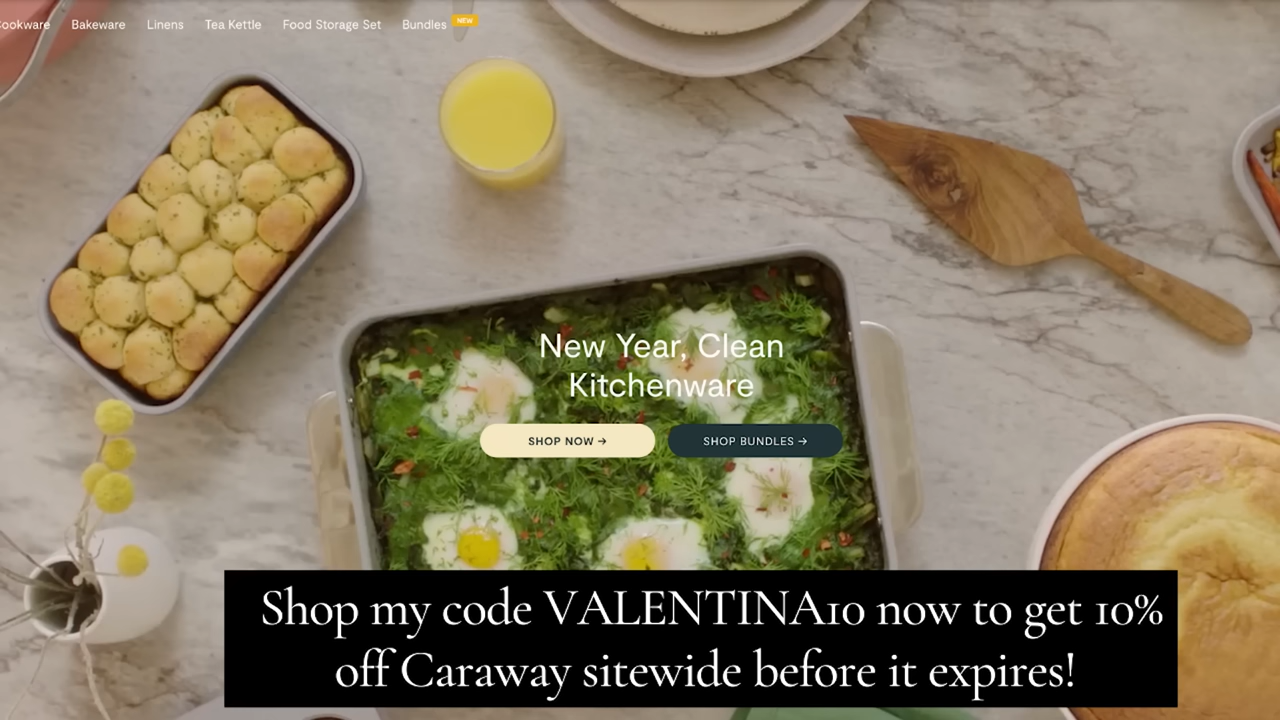 ookware Bakeware Linens Tea Kettle Food Storage Set Bundles NEW
New Year, Clean
Kitchenware
SHOP NOW → SHOP BUNDLES →
Shop my code VALENTINA10 now to get 10%
off Caraway sitewide before it expires!